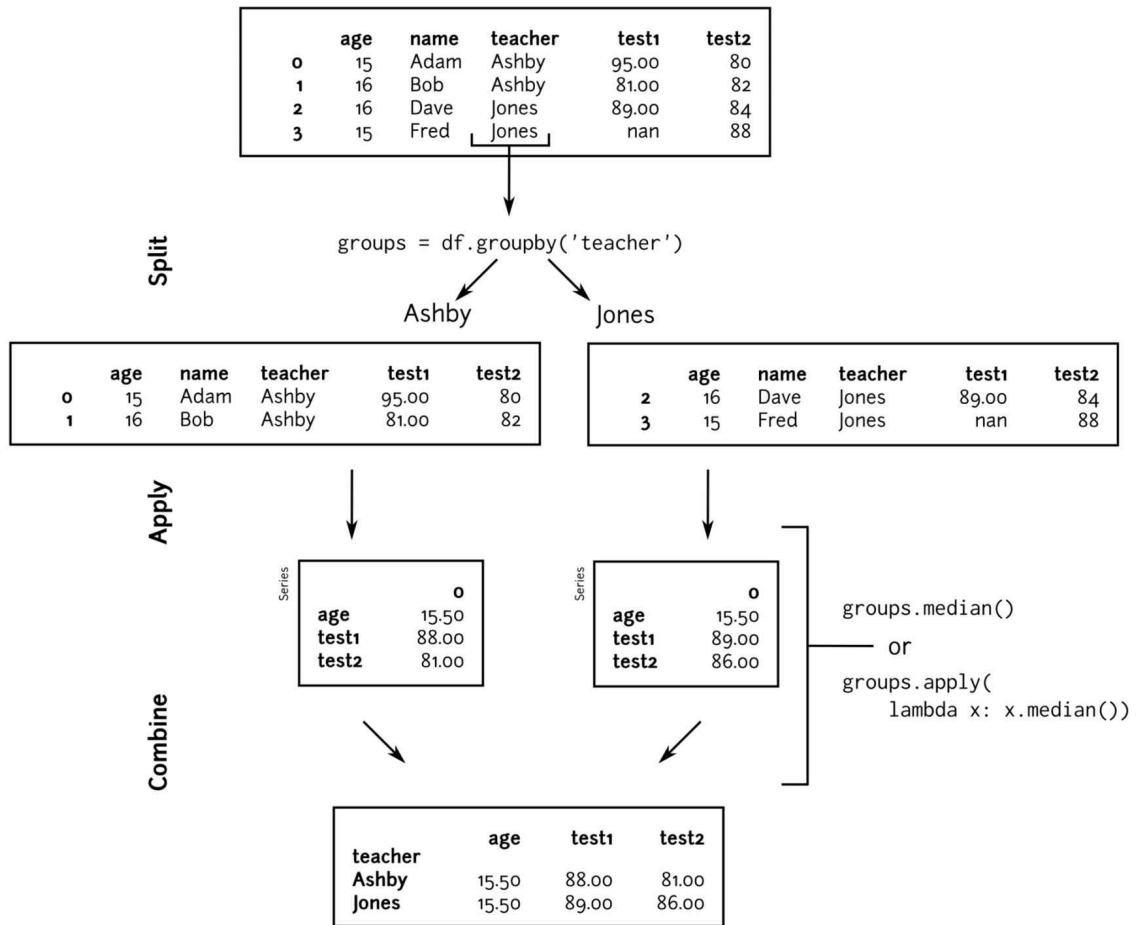 age name teacher test1 test2
0 15 Adam Ashby 95.00 80
1 16 Bob Ashby 81.00 82
2 16 Dave Jones 89.00 84
3 15 Fred Jones nan 88
Split
groups = df.groupby('teacher')
Ashby
Jones
age name teacher test1 test2
0 15 Adam Ashby 95.00 80
1 16 Bob Ashby 81.00 82
age name teacher test1 test2
2 16 Dave Jones 89.00 84
3 15 Fred Jones nan 88
Apply
Series
0
age 15.50
test1 88.00
test2 81.00
Series
0
age 15.50
test1 89.00
test2 86.00
groups.median()
or
groups.apply(
lambda x: x.median())
Combine
age test1 test2
teacher
Ashby 15.50 88.00 81.00
Jones 15.50 89.00 86.00